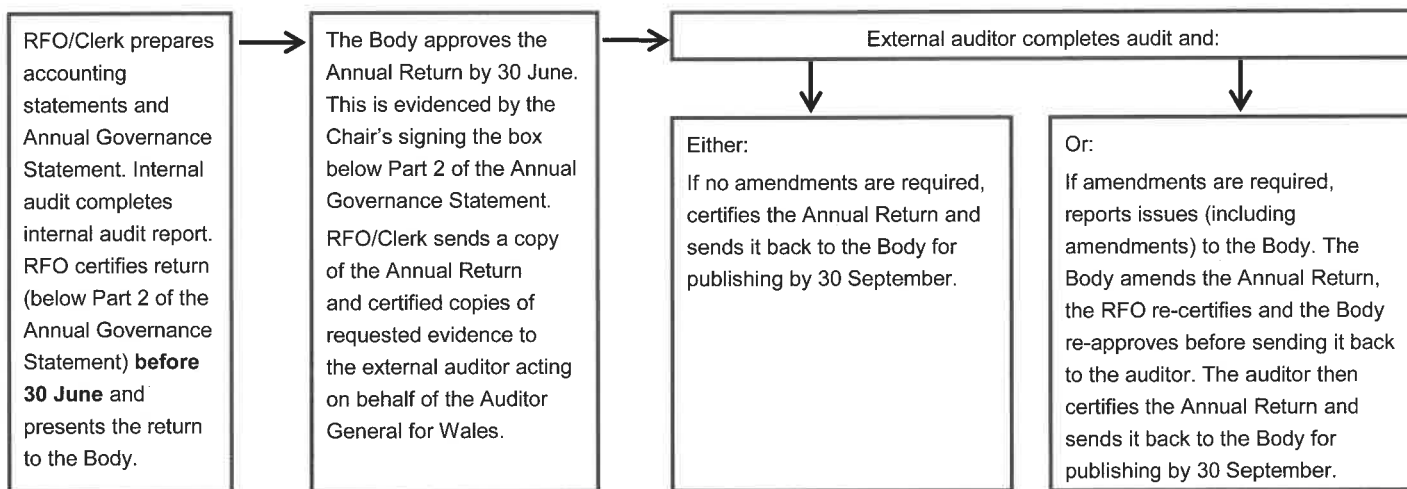 RFO/Clerk prepares
accounting
statements and
Annual Governance
Statement. Internal
audit completes
internal audit report.
RFO certifies return
(below Part 2 of the
Annual Governance
Statement) before
30 June and
presents the return
to the Body.
The Body approves the
Annual Return by 30 June.
This is evidenced by the
Chair's signing the box
below Part 2 of the Annual
Governance Statement.
RFO/Clerk sends a copy
of the Annual Return
and certified copies of
requested evidence to
the external auditor acting
on behalf of the Auditor
General for Wales.
External auditor completes audit and:
Either:
If no amendments are required,
certifies the Annual Return and
sends it back to the Body for
publishing by 30 September.
Or:
If amendments are required,
reports issues (including
amendments) to the Body. The
Body amends the Annual Return,
the RFO re-certifies and the Body
re-approves before sending it back
to the auditor. The auditor then
certifies the Annual Return and
sends it back to the Body for
publishing by 30 September.